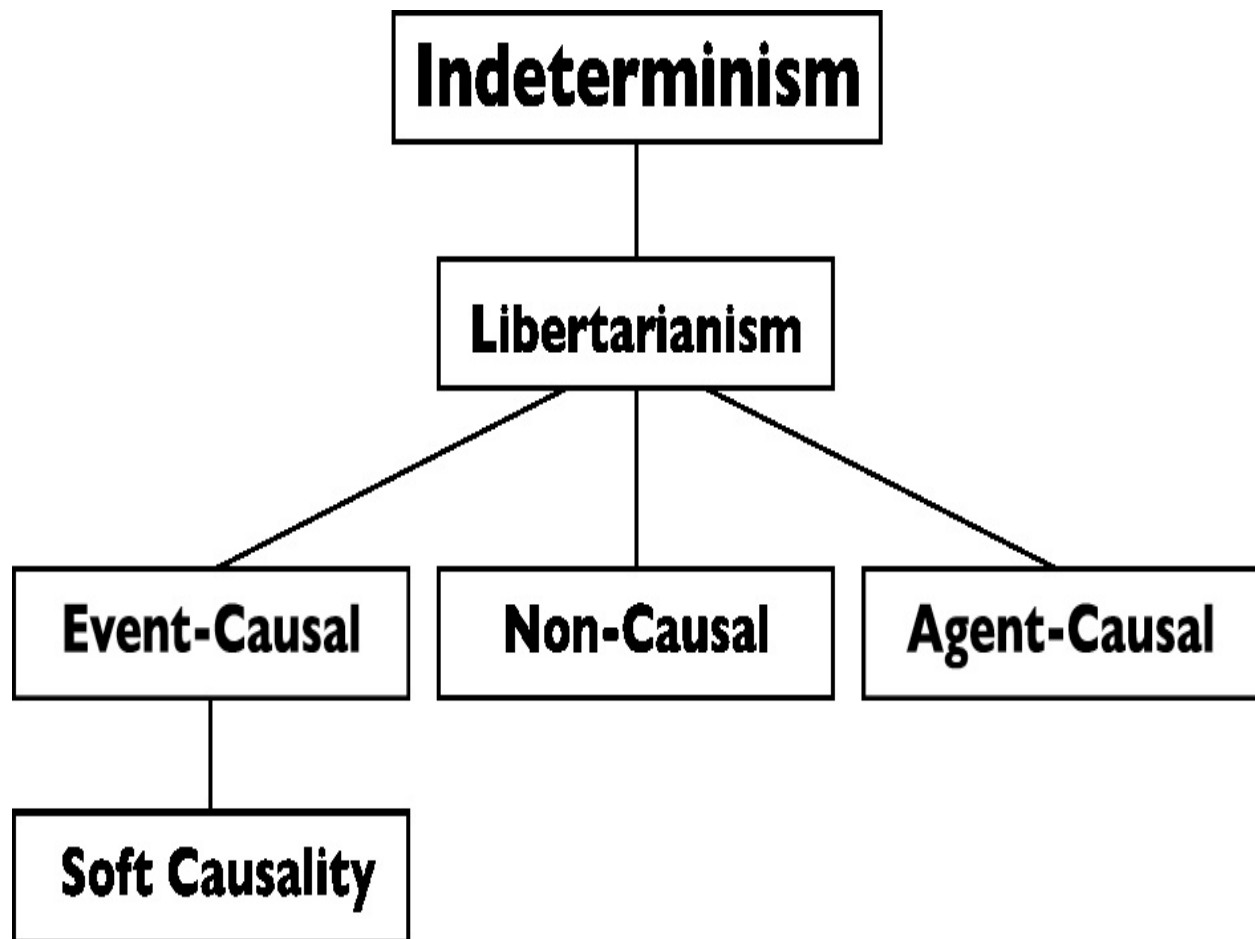 Indeterminism
Libertarianism
Event-Causal
Non-Causal
Agent-Causal
Soft Causality